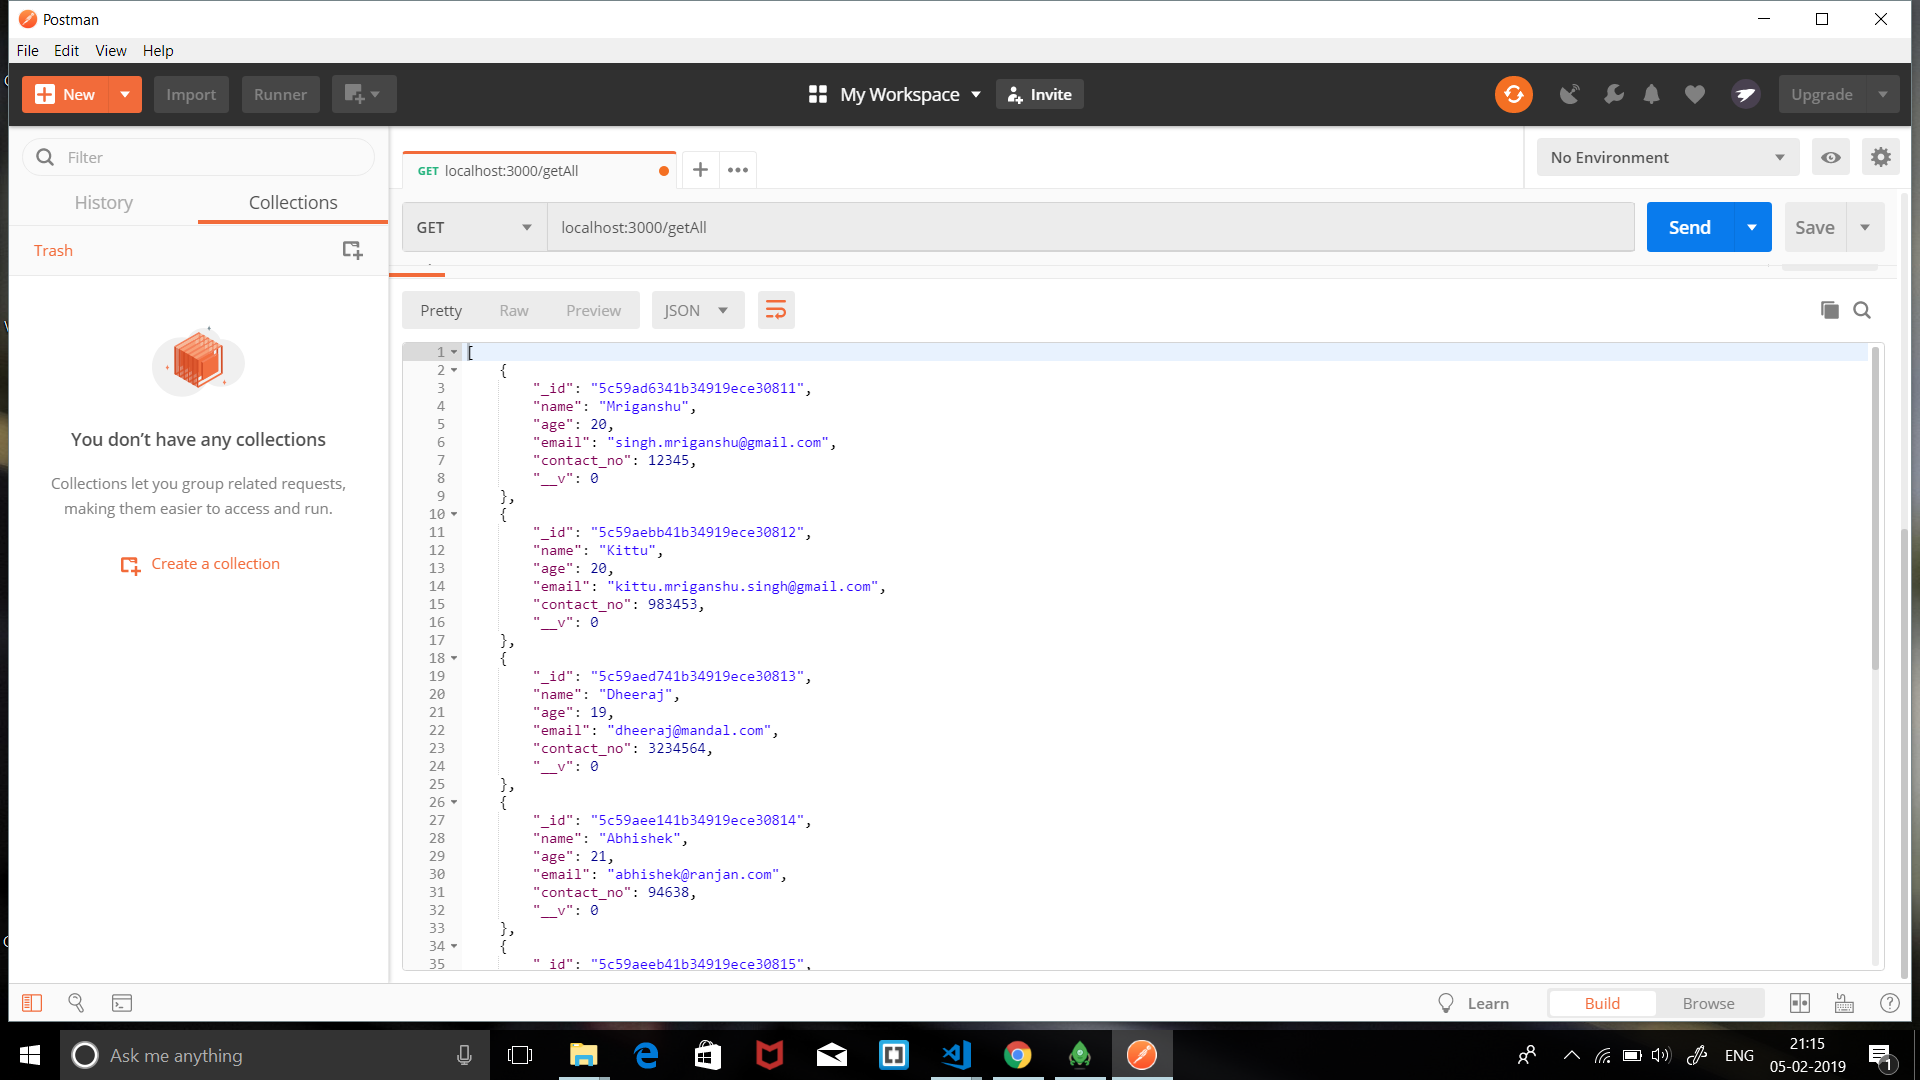 Postman
File Edit View Help
New Import Runner My Workspace Invite Upgrade
Filter
History Collections
Trash
You don’t have any collections
Collections let you group related requests,
making them easier to access and run.
Create a collection
GET localhost:3000/getAll
No Environment
GET localhost:3000/getAll Send Save
Pretty Raw Preview JSON
1 [
2 {
3 "_id": "5c59ad6341b34919ece30811",
4 "name": "Mriganshu",
5 "age": 20,
6 "email": "singh.mriganshu@gmail.com",
7 "contact_no": 12345,
8 "__v": 0
9 },
10 {
11 "_id": "5c59aebb41b34919ece30812",
12 "name": "Kittu",
13 "age": 20,
14 "email": "kittu.mriganshu.singh@gmail.com",
15 "contact_no": 983453,
16 "__v": 0
17 },
18 {
19 "_id": "5c59aed741b34919ece30813",
20 "name": "Dheeraj",
21 "age": 19,
22 "email": "dheeraj@mandal.com",
23 "contact_no": 3234564,
24 "__v": 0
25 },
26 {
27 "_id": "5c59aee141b34919ece30814",
28 "name": "Abhishek",
29 "age": 21,
30 "email": "abhishek@ranjan.com",
31 "contact_no": 94638,
32 "__v": 0
33 },
34 {
35 "_id": "5c59aeeb41b34919ece30815",
Learn Build Browse
Ask me anything
ENG
21:15
05-02-2019
1